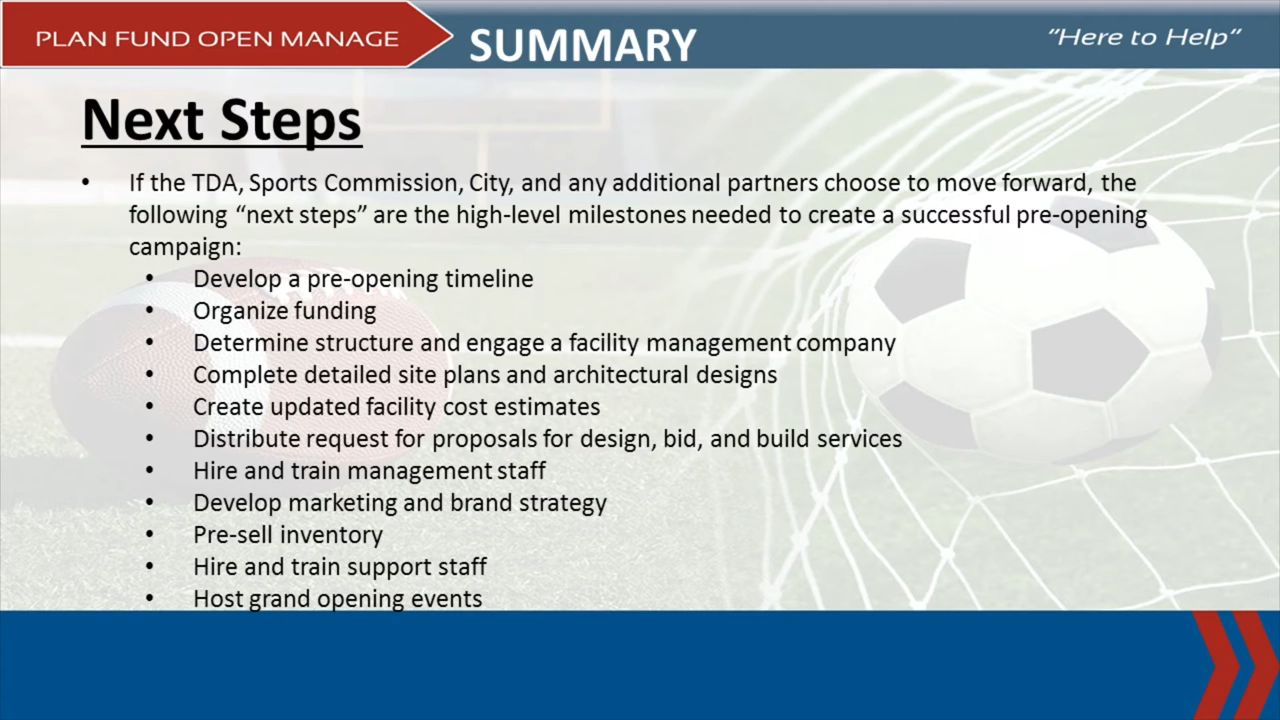 PLAN FUND OPEN MANAGE
SUMMARY
"Here to Help"
Next Steps
• If the TDA, Sports Commission, City, and any additional partners choose to move forward, the
following “next steps” are the high-level milestones needed to create a successful pre-opening
campaign:
• Develop a pre-opening timeline
• Organize funding
• Determine structure and engage a facility management company
• Complete detailed site plans and architectural designs
• Create updated facility cost estimates
• Distribute request for proposals for design, bid, and build services
• Hire and train management staff
• Develop marketing and brand strategy
• Pre-sell inventory
• Hire and train support staff
• Host grand opening events